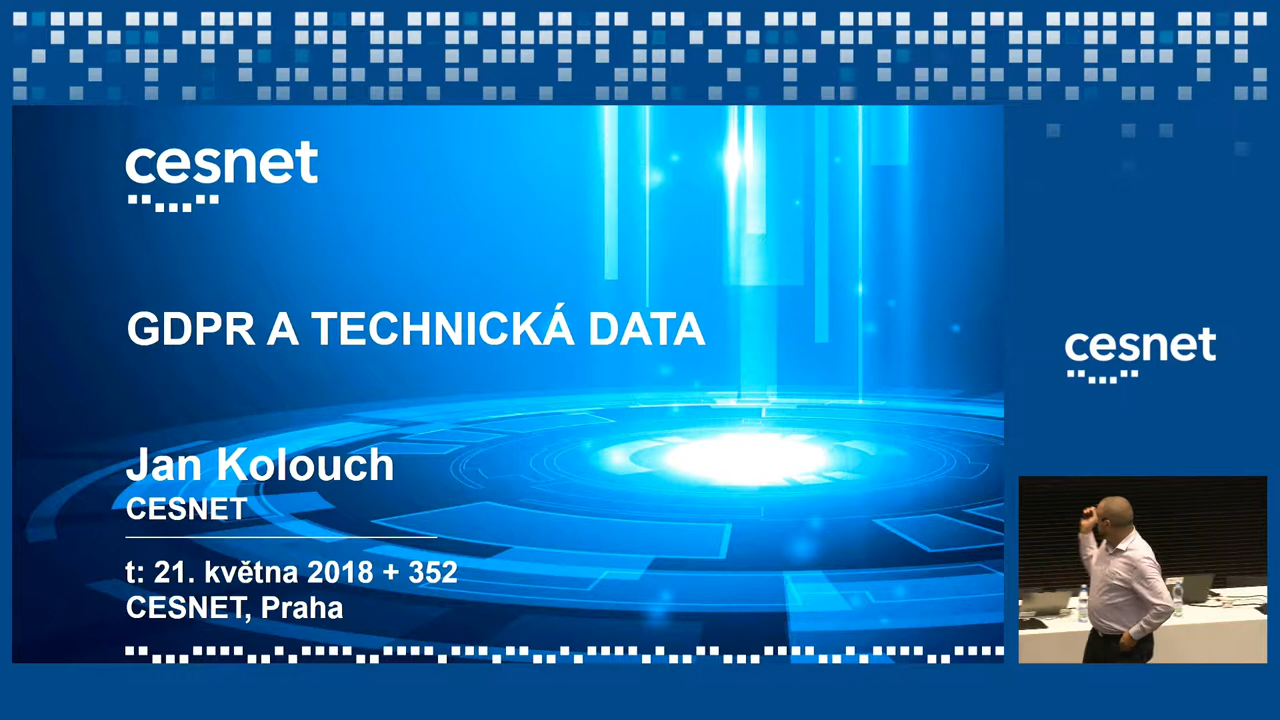 cesnet
GDPR A TECHNICKÁ DATA
Jan Kolouch
CESNET
t: 21. května 2018 + 352
CESNET, Praha
cesnet